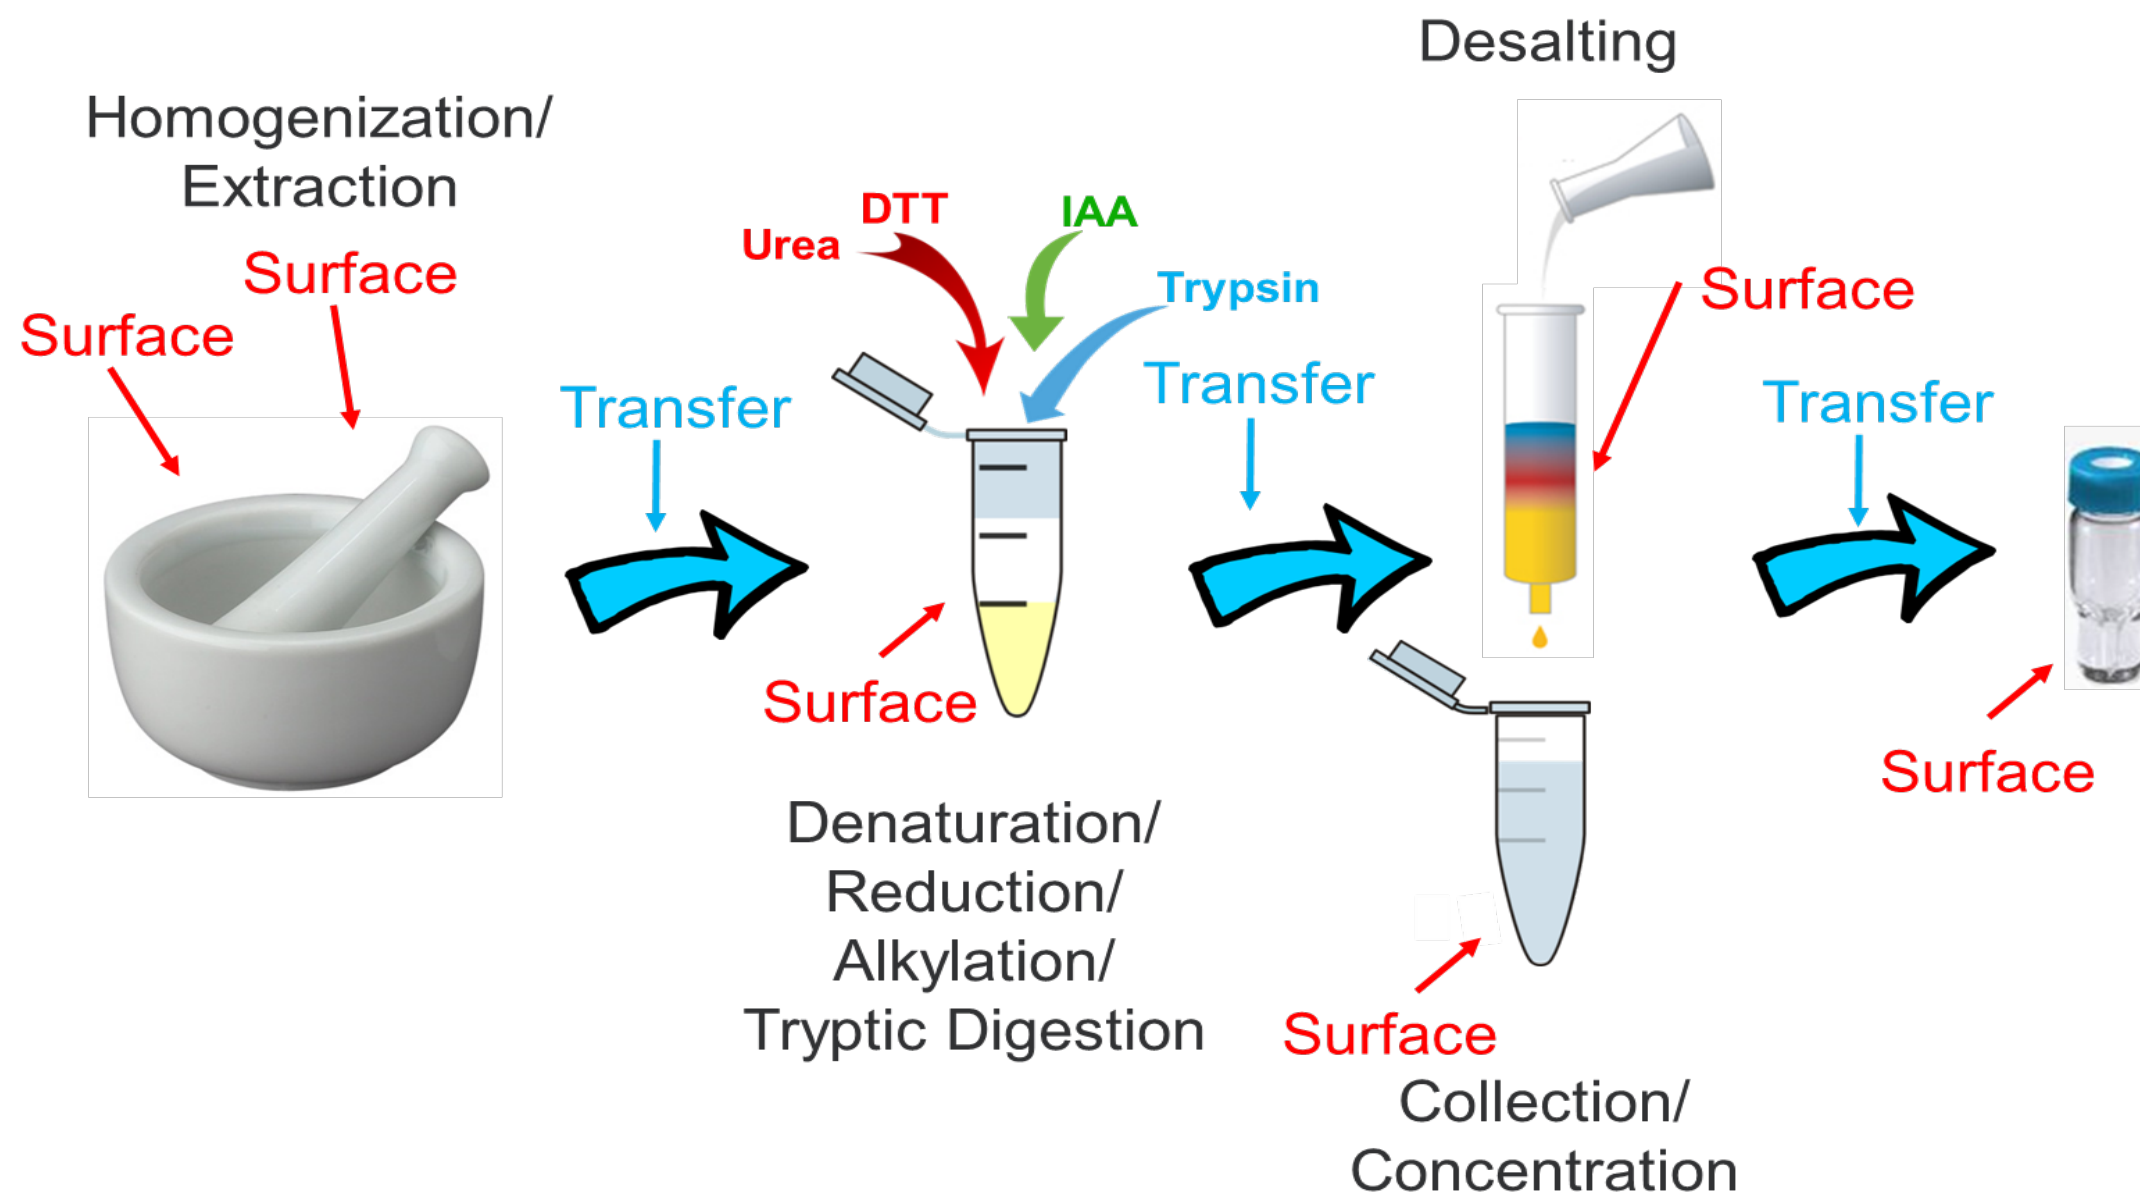 Homogenization/
Extraction
Surface
Surface
Transfer
Urea
DTT
IAA
Trypsin
Surface
Denaturation/
Reduction/
Alkylation/
Tryptic Digestion
Transfer
Desalting
Surface
Surface
Collection/
Concentration
Transfer
Surface